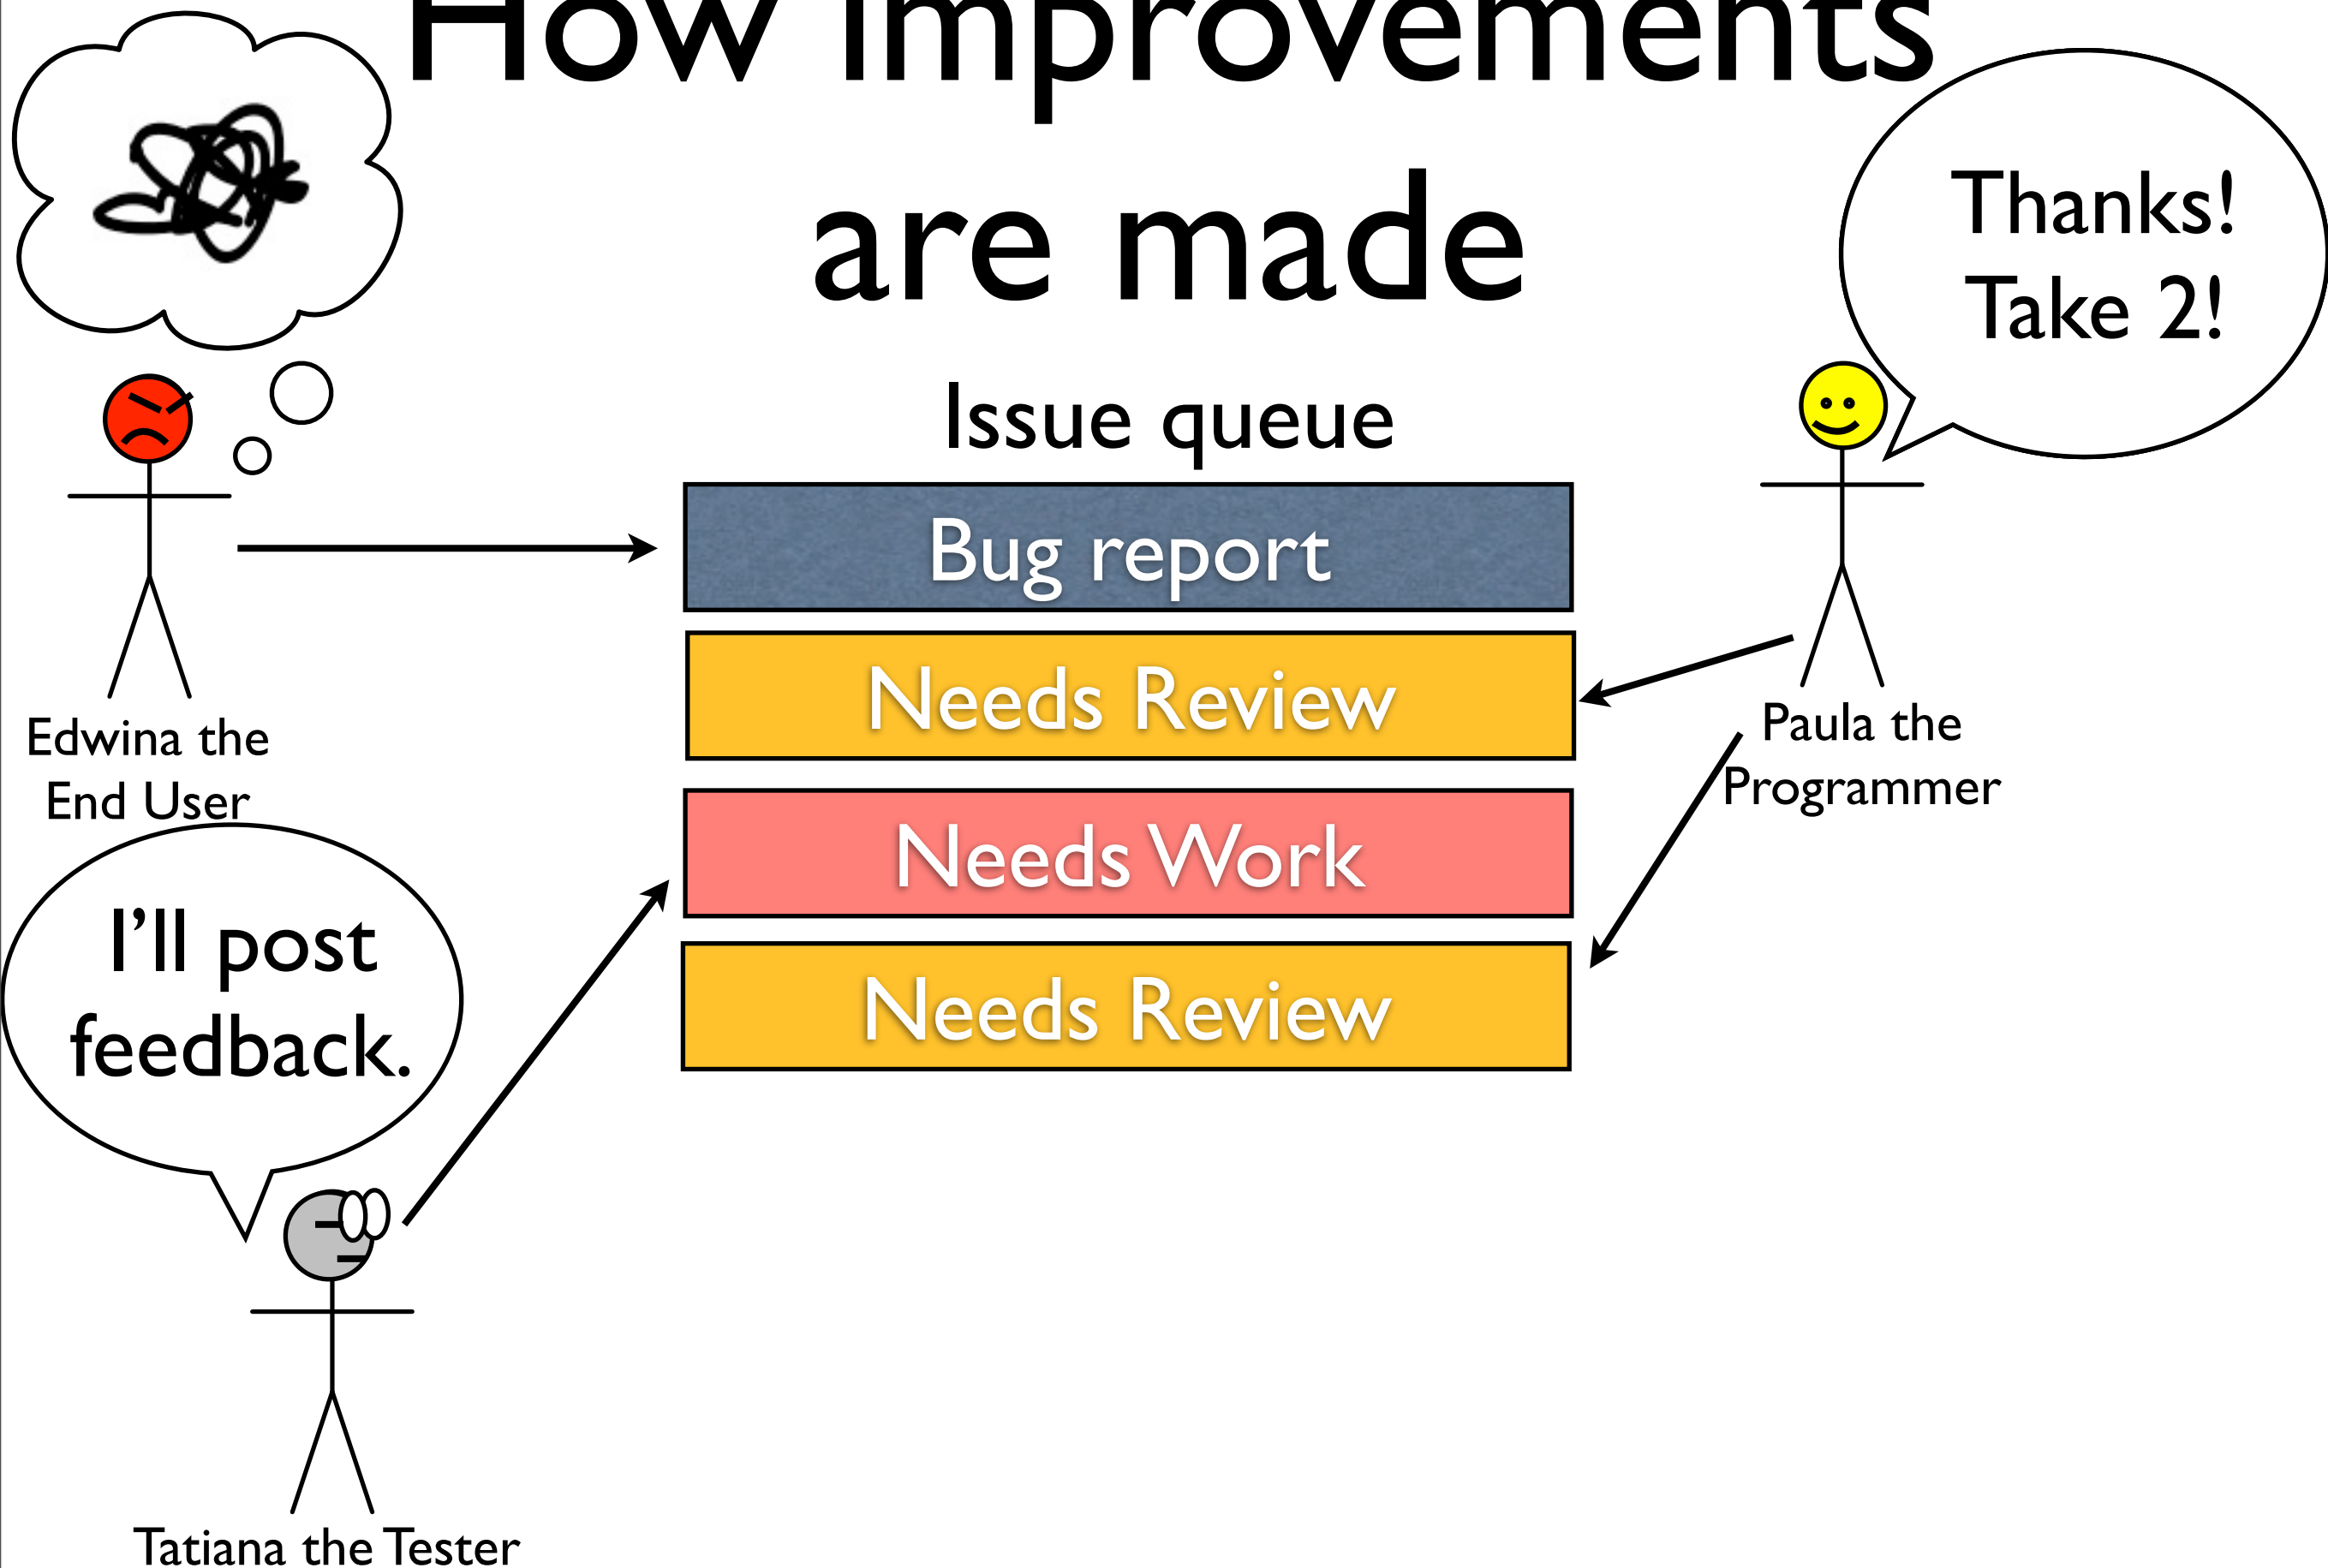 How improvements
are made
Thanks!
Take 2!
Issue queue
Bug report
Needs Review
Edwina the
End User
Paula the
Programmer
Needs Work
I'll post
feedback.
Needs Review
Tatiana the Tester